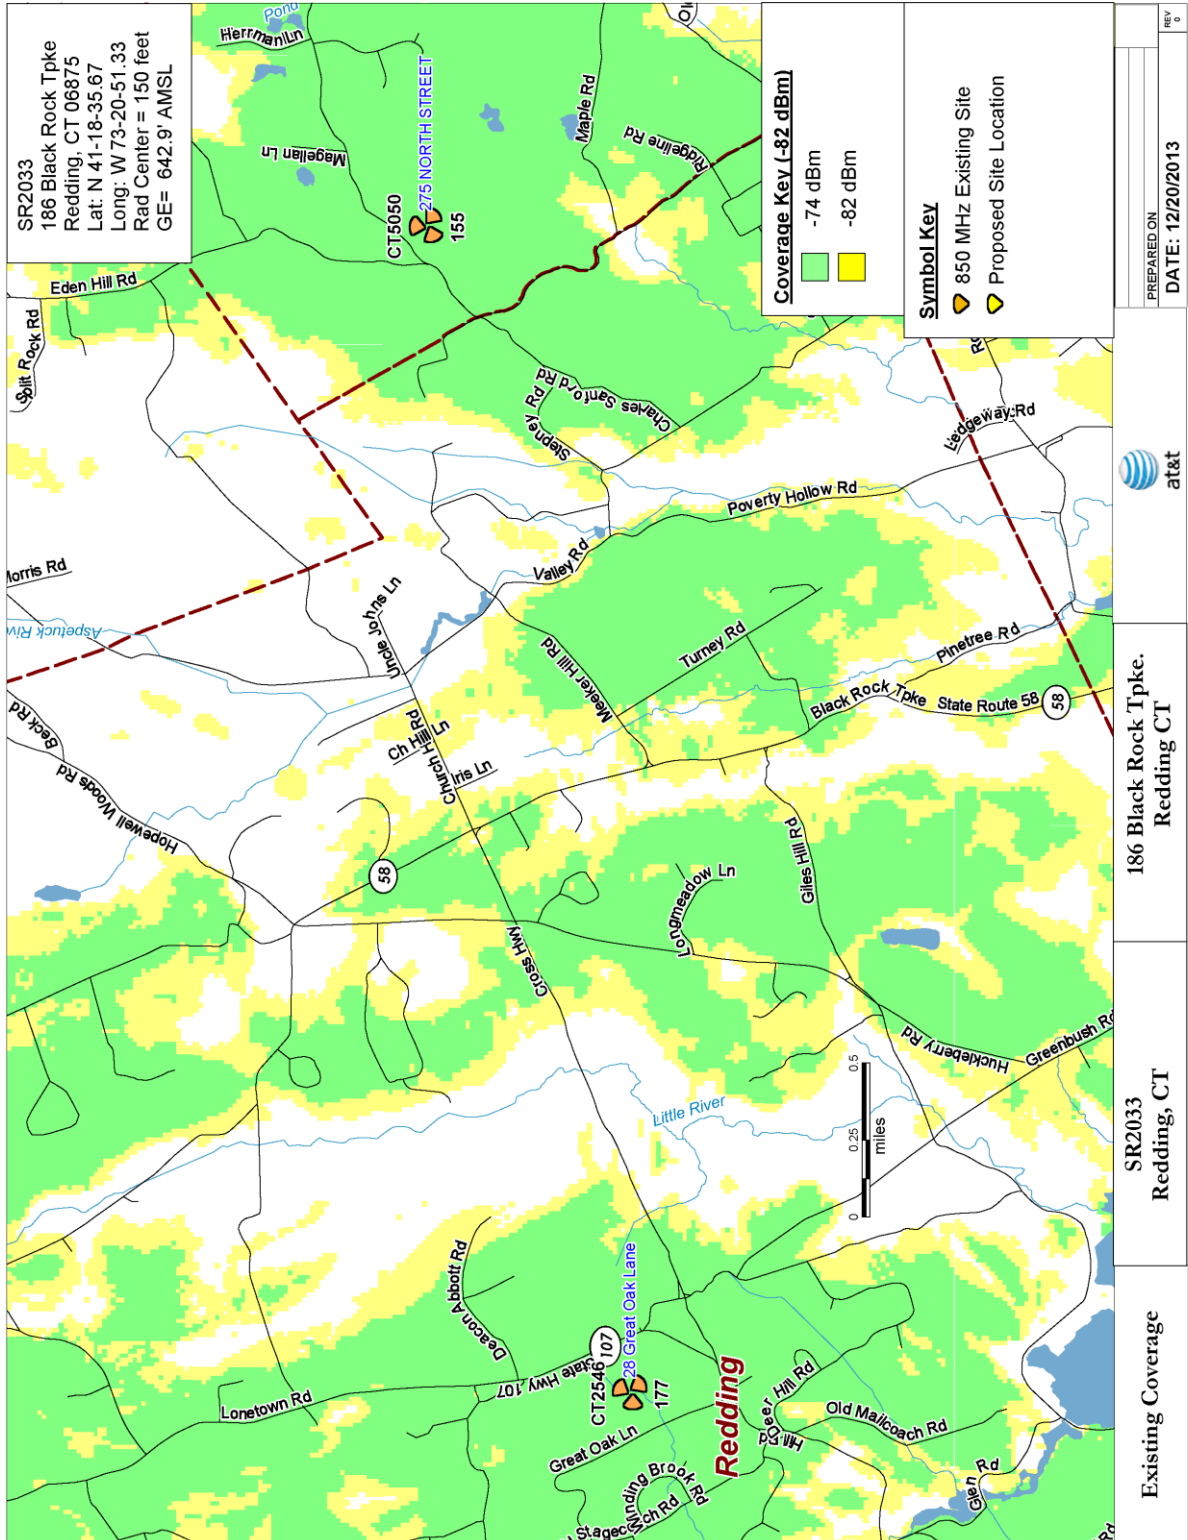 SR2033
186 Black Rock Tpke
Redding, CT 06875
Lat: N 41-18-35.67
Long: W 73-20-51.33
Rad Center = 150 feet
GE= 642.9' AMSL
Pond
Herrman Ln
Eden Hill Rd
Split Rock Rd
Magellan Ln
CT5050
275 NORTH STREET
155
Maple Rd
Ridgeline Rd
Morris Rd
Aspetuck
Beck Rd
Hopewell Woods Rd
Uncle Johns Ln
Church Hill Rd
Ch Hill Ln
Iris Ln
58
Valley Rd
Stepney Rd
Charles Sanford Rd
Poverty Hollow Rd
Ledgeway Rd
Meeker Hill Rd
Turney Rd
Pinetree Rd
Black Rock Tpke
State Route 58
58
Cross Hwy
Longmeadow Ln
Giles Hill Rd
Huckleberry Rd
Greenbush Rd
Little River
0 0.25 0.5
miles
Deacon Abbott Rd
Lonetown Rd
State Hwy 107
107
CT2546
28 Great Oak Lane
177
Great Oak Ln
Redding
Deer Hill Rd
Hill Rd
Old Mailcoach Rd
Winding Brook Rd
Stagecoach Rd
Glen Rd
Rd
Coverage Key (-82 dBm)
-74 dBm
-82 dBm
Symbol Key
850 MHz Existing Site
Proposed Site Location
Existing Coverage
SR2033
Redding, CT
186 Black Rock Tpke.
Redding CT
at&t
PREPARED ON
DATE: 12/20/2013
REV
0